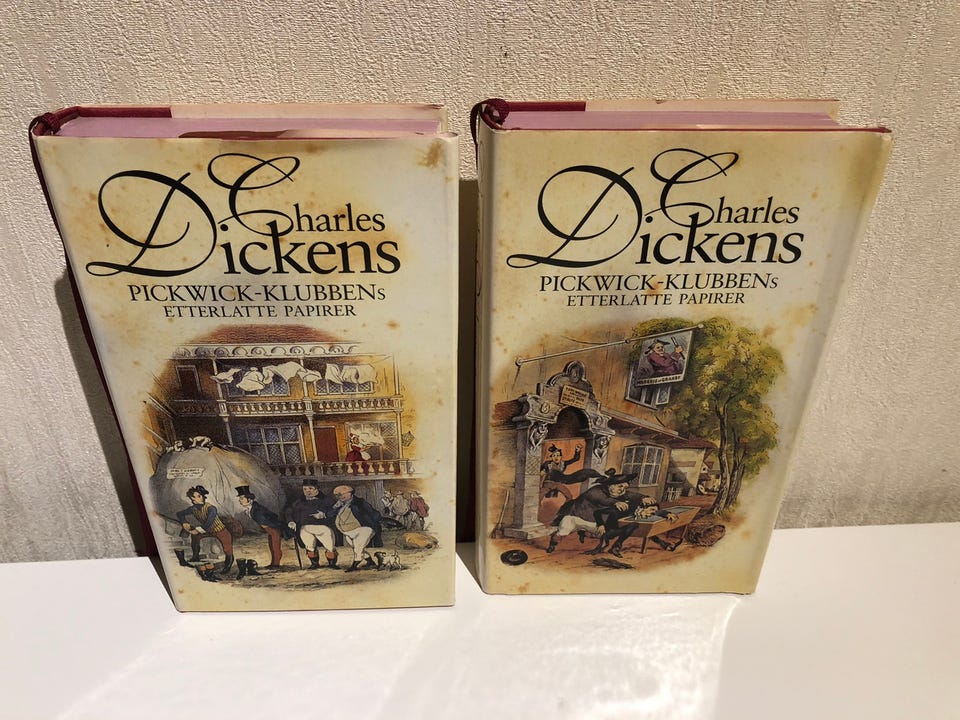 Charles
Dickens
PICKWICK-KLUBBENs
ETTERLATTE PAPIRER
Charles
Dickens
PICKWICK-KLUBBENs
ETTERLATTE PAPIRER